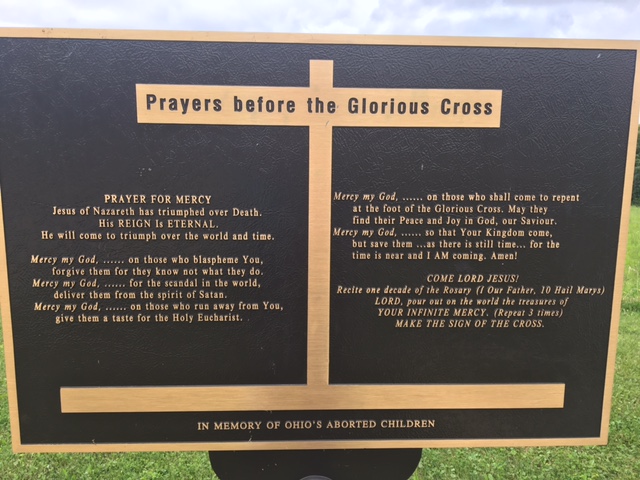 Prayers before the Glorious Cross
PRAYER FOR MERCY
Jesus of Nazareth has triumphed over Death.
His REIGN Is ETERNAL.
He will come to triumph over the world and time.
Mercy my God, ...... on those who blaspheme You,
forgive them for they know not what they do.
Mercy my God, ...... for the scandal in the world,
deliver them from the spirit of Satan.
Mercy my God, ...... on those who run away from You,
give them a taste for the Holy Eucharist.
Mercy my God, ...... on those who shall come to repent
at the foot of the Glorious Cross. May they
find their Peace and Joy in God, our Saviour.
Mercy my God, ...... so that Your Kingdom come,
but save them ...as there is still time... for the
time is near and I AM coming. Amen!
COME LORD JESUS!
Recite one decade of the Rosary (1 Our Father, 10 Hail Marys)
LORD, pour out on the world the treasures of
YOUR INFINITE MERCY. (Repeat 3 times)
MAKE THE SIGN OF THE CROSS.
IN MEMORY OF OHIO'S ABORTED CHILDREN